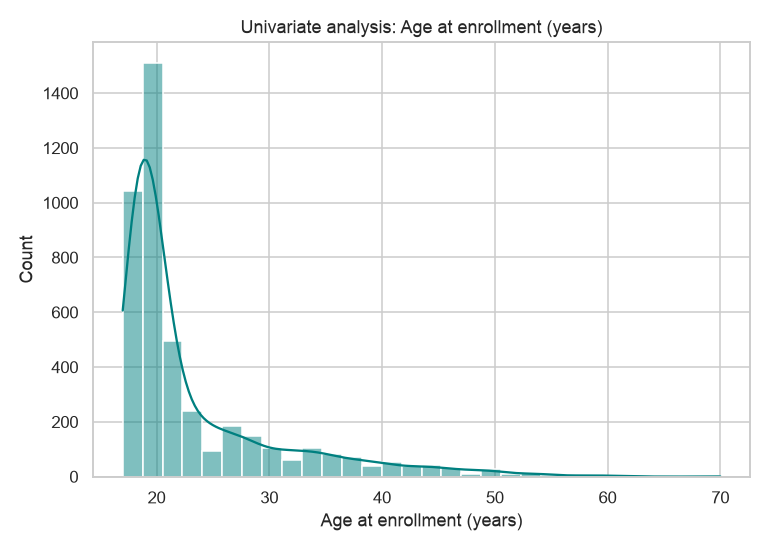 Univariate analysis: Age at enrollment (years)
1400
1200
1000
800
600
400
200
0
Count
20 30 40 50 60 70
Age at enrollment (years)